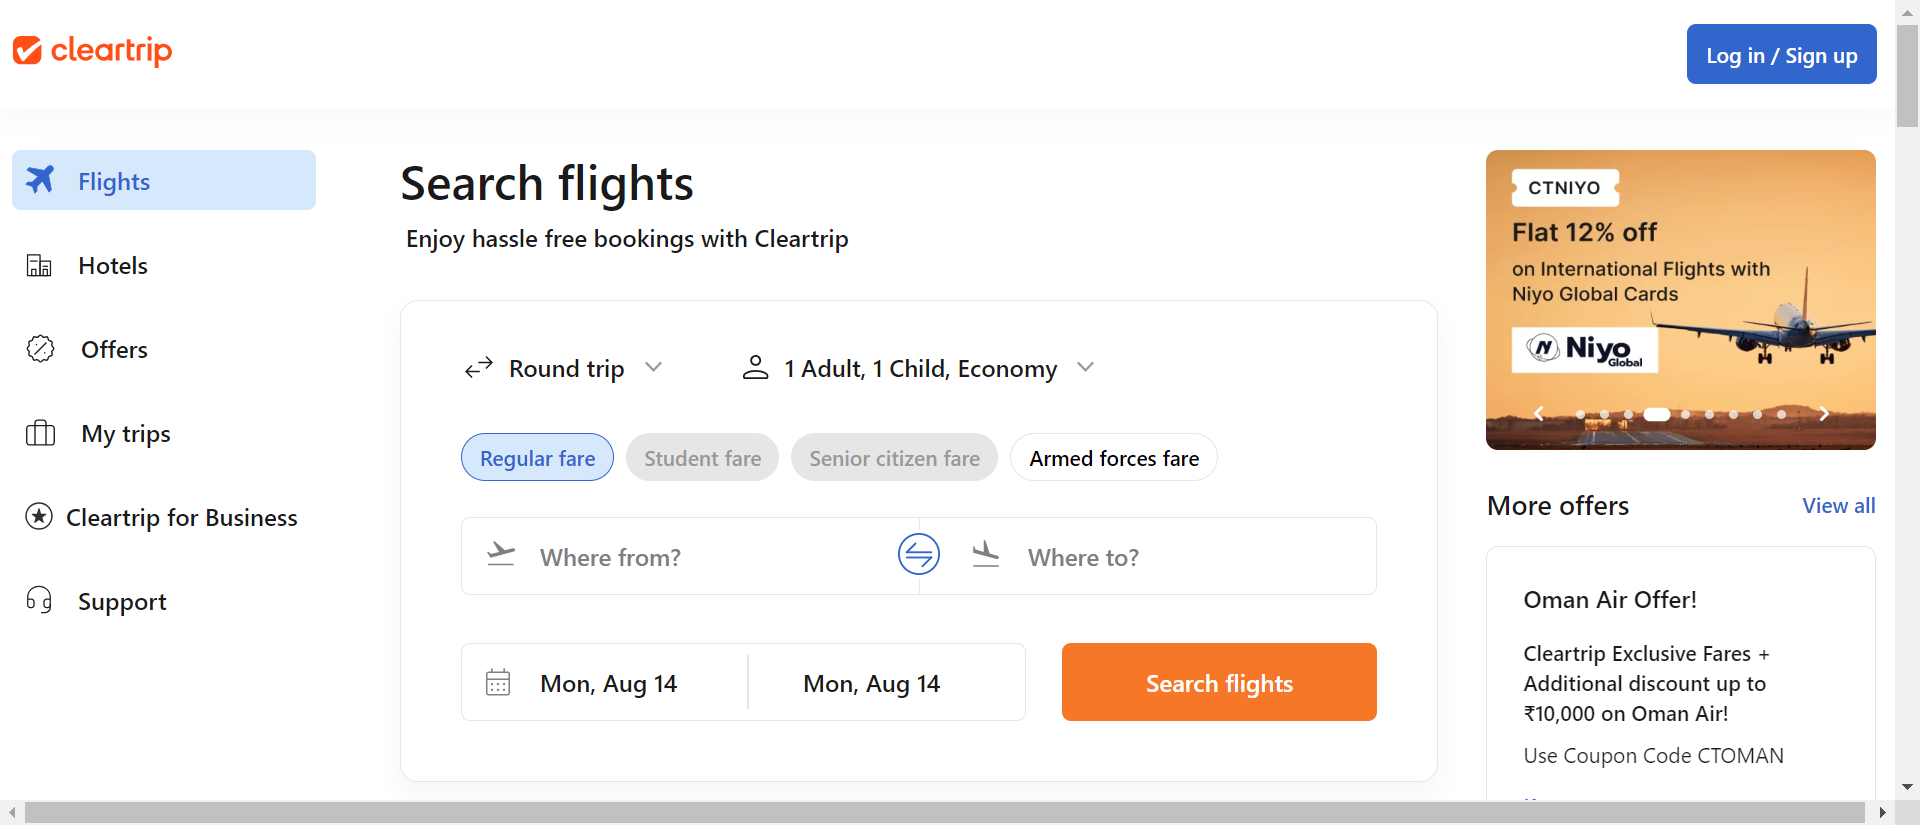 cleartrip
Log in / Sign up
Flights
Hotels
Offers
My trips
Cleartrip for Business
Support
Search flights
Enjoy hassle free bookings with Cleartrip
Round trip
1 Adult, 1 Child, Economy
Regular fare
Student fare
Senior citizen fare
Armed forces fare
Where from?
Where to?
Mon, Aug 14
Mon, Aug 14
Search flights
CTNIYO
Flat 12% off
on International Flights with
Niyo Global Cards
Niyo
Global
More offers
View all
Oman Air Offer!
Cleartrip Exclusive Fares +
Additional discount up to
₹10,000 on Oman Air!
Use Coupon Code CTOMAN